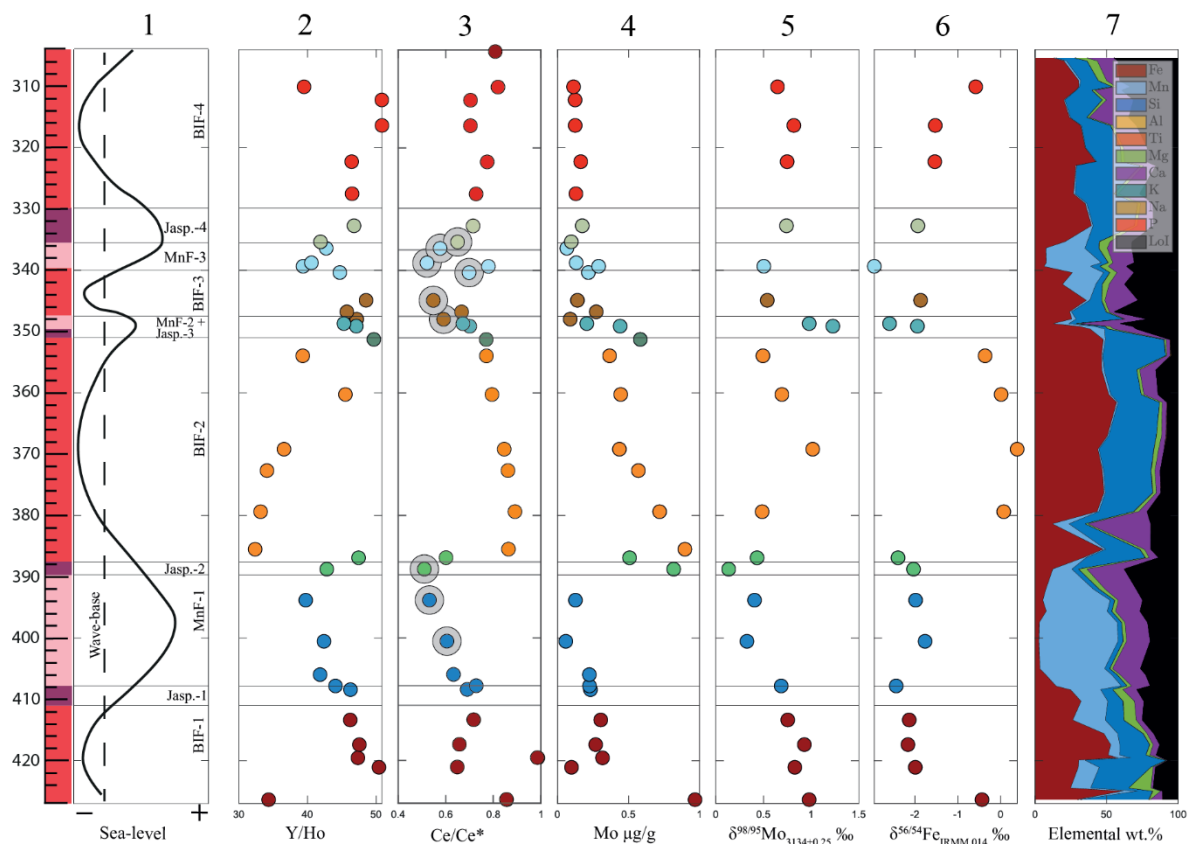 1 2 3 4 5 6 7
310
320
330
340
350
360
370
380
390
400
410
420
BIF-4
Jasp.-4
MnF-3
BIF-3
MnF-2 +
Jasp.-3
BIF-2
Jasp.-2
MnF-1
Jasp.-1
BIF-1
Wave-base
Fe
Mn
Si
Al
Ti
Mg
Ca
K
Na
P
LoI
− +
30 40 50
0.4 0.6 0.8 1
0 0.5 1
0 0.5 1 1.5
-2 -1 0
0 50 100
Sea-level
Y/Ho
Ce/Ce*
Mo µg/g
δ98/95Mo3134+0.25 ‰
δ56/54FeIRMM 014 ‰
Elemental wt.%